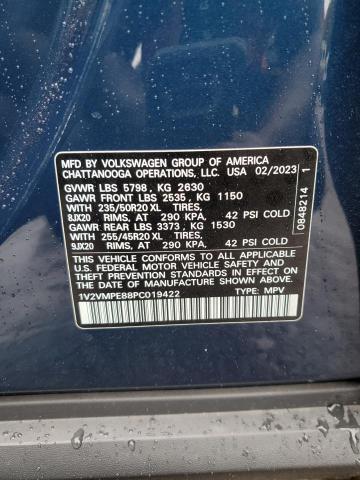 MFD. BY VOLKSWAGEN GROUP OF AMERICA
CHATTANOOGA OPERATIONS, LLC. USA 02/2023
GVWR LBS 5798, KG 2630
GAWR FRONT LBS 2535, KG 1150
235/50R20 XL TIRES.
8JX20 RIMS, AT 290 KPA, 42 PSI COLD
GAWR REAR LBS 3373, KG 1530
255/45R20 XL TIRES.
9JX20 RIMS, AT 290 KPA, 42 PSI COLD
THIS VEHICLE CONFORMS TO ALL APPLICABLE
U.S. FEDERAL MOTOR VEHICLE SAFETY AND
THEFT PREVENTION STANDARDS IN EFFECT ON
THE DATE OF MANUFACTURE SHOWN ABOVE.
1V2VMPE88PC019422 TYPE: MPV
0848214 1